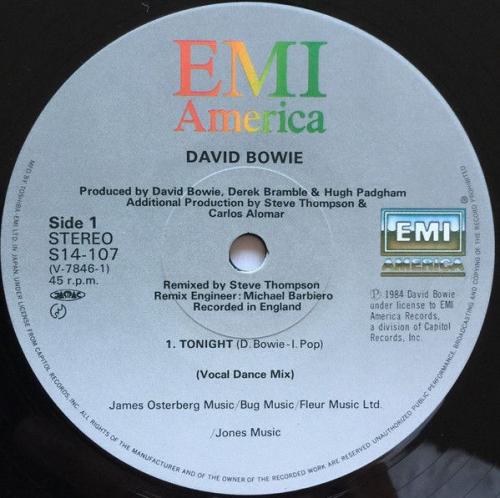 EMI
America
DAVID BOWIE
Produced by David Bowie, Derek Bramble & Hugh Padgham
Additional Production by Steve Thompson &
Carlos Alomar
Side 1
STEREO
S14-107
(V-7846-1)
45 r.p.m.
JASRAC
EMI
AMERICA
®
Remixed by Steve Thompson
Remix Engineer: Michael Barbiero
Recorded in England
℗ 1984 David Bowie
under license to EMI
America Records,
a division of Capitol
Records, Inc.
1. TONIGHT (D. Bowie-I. Pop)
(Vocal Dance Mix)
James Osterberg Music/Bug Music/Fleur Music Ltd.
/Jones Music
MF'D BY TOSHIBA-EMI LTD. IN JAPAN, UNDER LICENSE FROM CAPITOL RECORDS, INC. ALL RIGHTS OF THE MANUFACTURER AND OF THE OWNER OF THE RECORDED WORK ARE RESERVED. UNAUTHORIZED PUBLIC PERFORMANCE, BROADCASTING AND COPYING OF THE RECORD PROHIBITED.